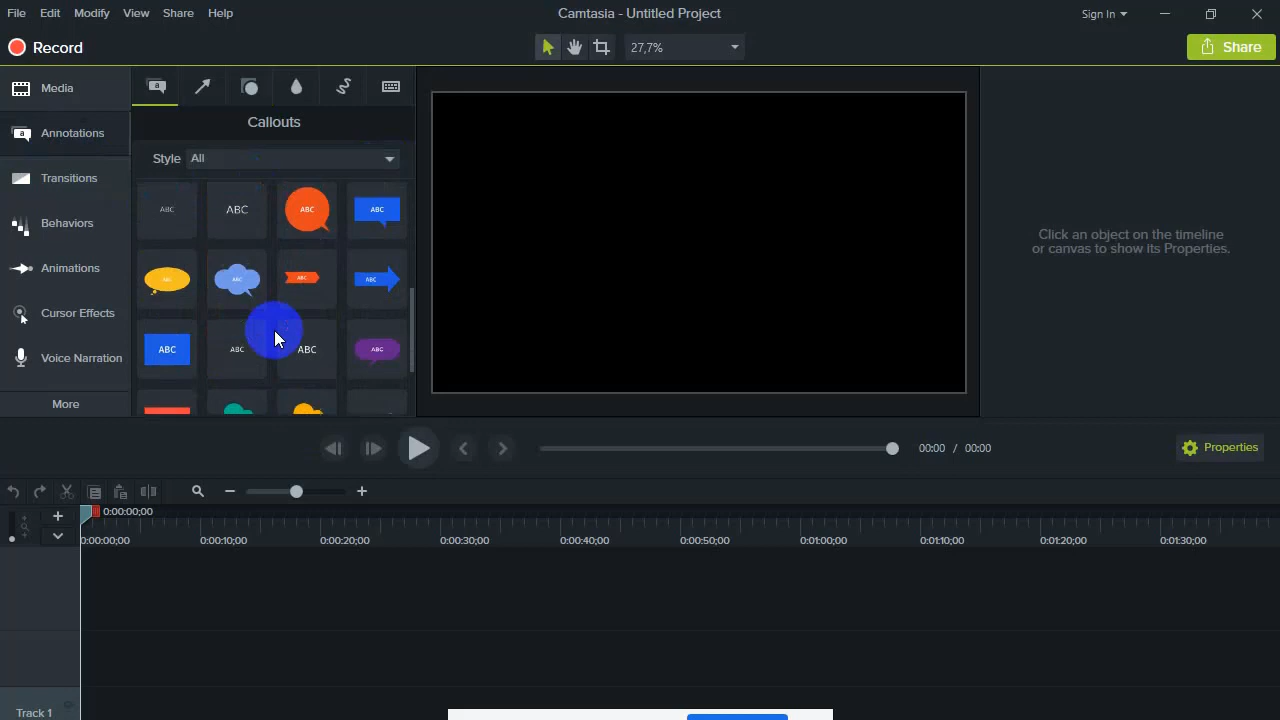 File Edit Modify View Share Help
Camtasia - Untitled Project
Sign In
Record
27,7%
Share
Media
Annotations
Transitions
Behaviors
Animations
Cursor Effects
Voice Narration
More
Callouts
Style All
ABC ABC ABC ABC
ABC ABC ABC ABC
ABC ABC ABC ABC
Click an object on the timeline
or canvas to show its Properties.
00:00 / 00:00
Properties
0:00:00;00
0:00:00;00 0:00:10;00 0:00:20;00 0:00:30;00 0:00:40;00 0:00:50;00 0:01:00;00 0:01:10;00 0:01:20;00 0:01:30;00
Track 1